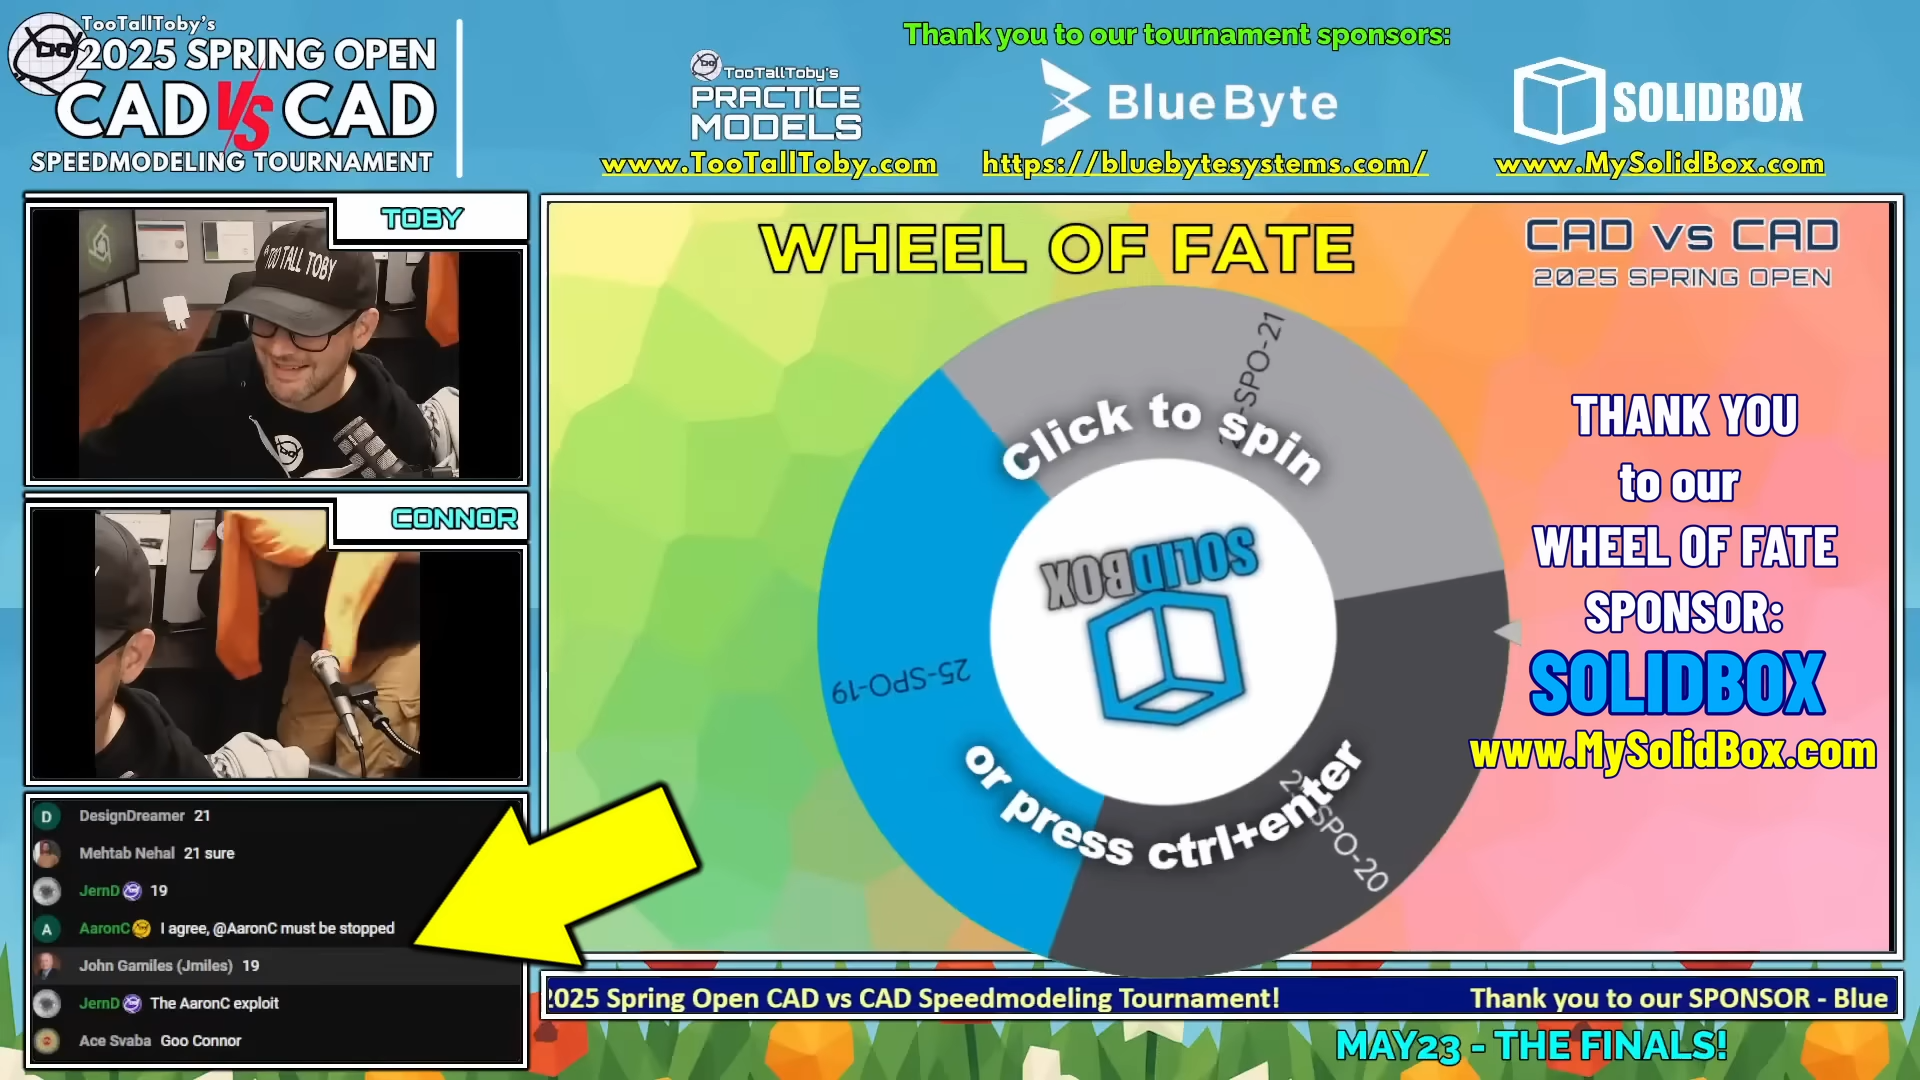 TooTallToby's
2025 SPRING OPEN
CAD VS CAD
SPEEDMODELING TOURNAMENT
Thank you to our tournament sponsors:
TooTallToby's
PRACTICE
MODELS
www.TooTallToby.com
BlueByte
https://bluebytesystems.com/
SOLIDBOX
www.MySolidBox.com
TOBY
TOO TALL TOBY
CONNOR
DesignDreamer 21
Mehtab Nehal 21 sure
JernD 19
AaronC I agree, @AaronC must be stopped
John Gamiles (Jmiles) 19
JernD The AaronC exploit
Ace Svaba Goo Connor
WHEEL OF FATE
CAD vs CAD
2025 SPRING OPEN
-SPO-21
Click to spin
SOLIDBOX
25-SPO-19
or press ctrl+enter
SPO-20
THANK YOU
to our
WHEEL OF FATE
SPONSOR:
SOLIDBOX
www.MySolidBox.com
2025 Spring Open CAD vs CAD Speedmodeling Tournament! Thank you to our SPONSOR - Blue
MAY23 - THE FINALS!